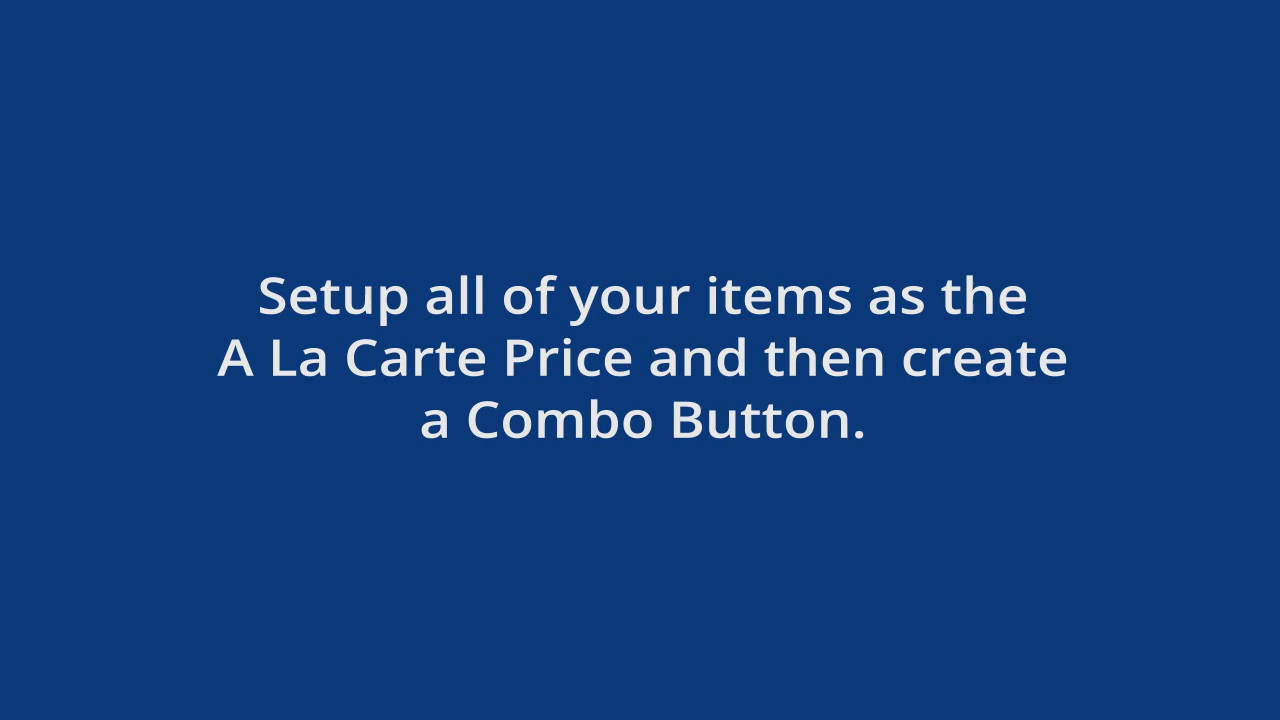 Setup all of your items as the
A La Carte Price and then create
a Combo Button.